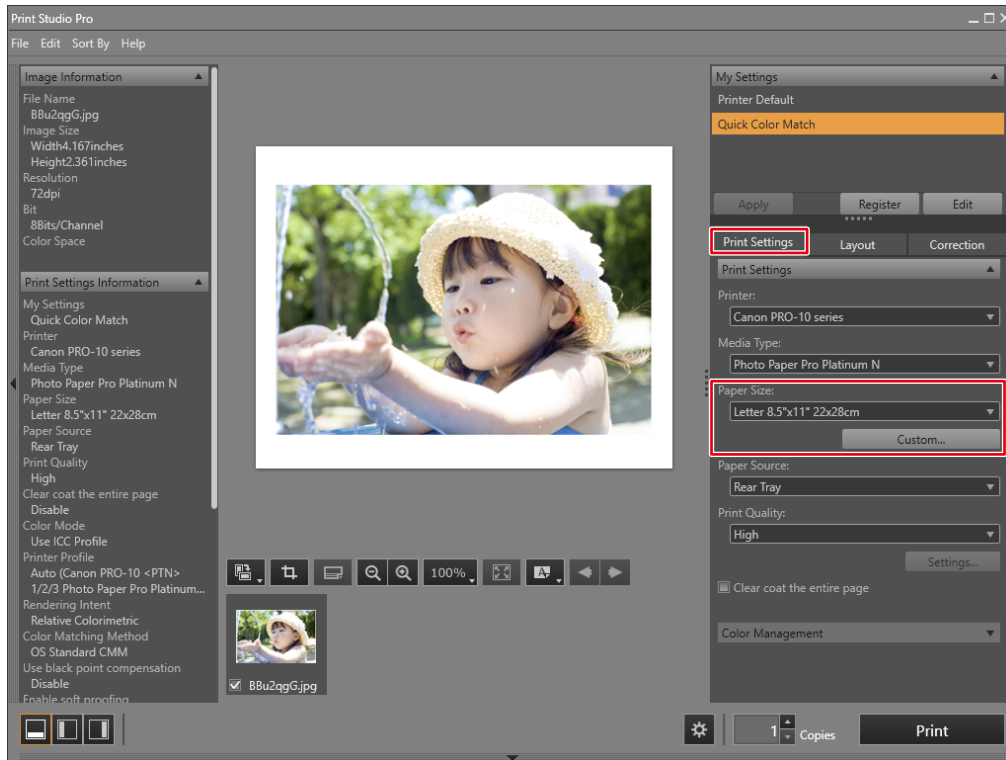 Print Studio Pro
File Edit Sort By Help
Image Information
File Name
BBu2qgG.jpg
Image Size
Width4.167inches
Height2.361inches
Resolution
72dpi
Bit
8Bits/Channel
Color Space
Print Settings Information
My Settings
Quick Color Match
Printer
Canon PRO-10 series
Media Type
Photo Paper Pro Platinum N
Paper Size
Letter 8.5"x11" 22x28cm
Paper Source
Rear Tray
Print Quality
High
Clear coat the entire page
Disable
Color Mode
Use ICC Profile
Printer Profile
Auto (Canon PRO-10 <PTN>
1/2/3 Photo Paper Pro Platinum...
Rendering Intent
Relative Colorimetric
Color Matching Method
OS Standard CMM
Use black point compensation
Disable
Enable soft proofing
100%
BBu2qgG.jpg
My Settings
Printer Default
Quick Color Match
Apply Register Edit
Print Settings Layout Correction
Print Settings
Printer:
Canon PRO-10 series
Media Type:
Photo Paper Pro Platinum N
Paper Size:
Letter 8.5"x11" 22x28cm
Custom...
Paper Source:
Rear Tray
Print Quality:
High
Settings...
Clear coat the entire page
Color Management
1 Copies Print